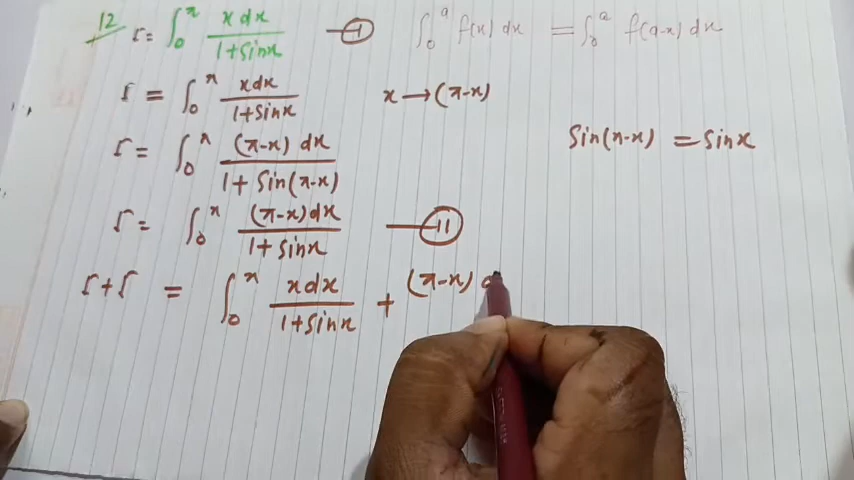 12 I = ∫₀^π x dx / 1+sinx — I ∫₀^a f(x) dx = ∫₀^a f(a-x) dx
I = ∫₀^π x dx / 1+sinx x → (π-x)
I = ∫₀^π (π-x) dx / 1 + sin(π-x) Sin(π-x) = sinx
I = ∫₀^π (π-x) dx / 1 + sinx — II
I + I = ∫₀^π x dx / 1+sinx + (π-x) d